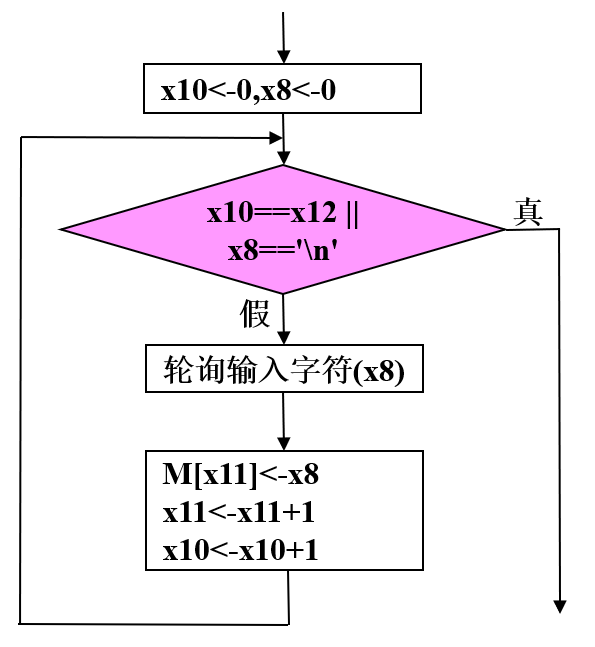 x10<-0,x8<-0
x10==x12 ||
x8=='\n'
真
假
轮询输入字符(x8)
M[x11]<-x8
x11<-x11+1
x10<-x10+1